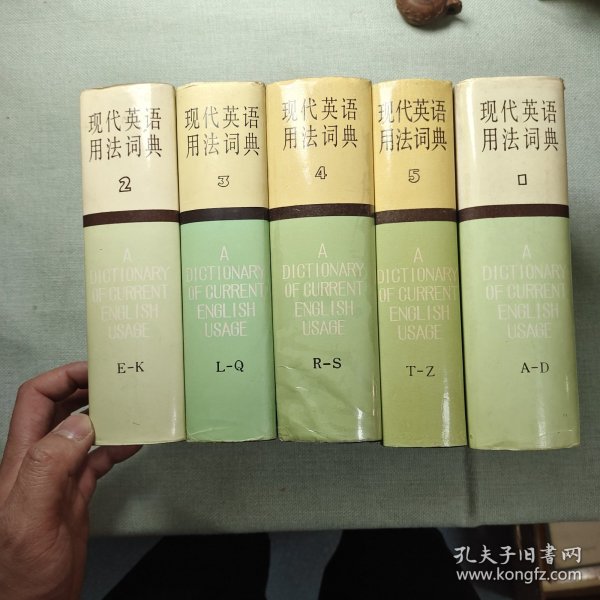 现代英语
用法词典
2
A
DICTIONARY
OF CURRENT
ENGLISH
USAGE
E-K
现代英语
用法词典
3
A
DICTIONARY
OF CURRENT
ENGLISH
USAGE
L-Q
现代英语
用法词典
4
A
DICTIONARY
OF CURRENT
ENGLISH
USAGE
R-S
现代英语
用法词典
5
A
DICTIONARY
OF CURRENT
ENGLISH
USAGE
T-Z
现代英语
用法词典
1
A
DICTIONARY
OF CURRENT
ENGLISH
USAGE
A-D
孔夫子旧书网
www.kongfz.com